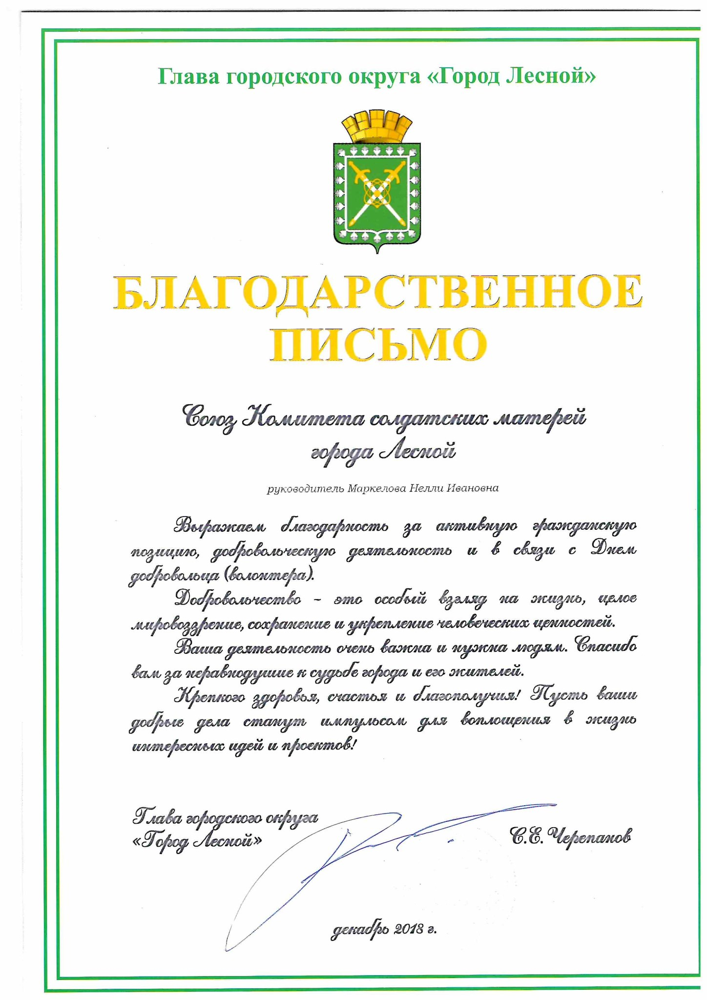 Глава городского округа «Город Лесной»
БЛАГОДАРСТВЕННОЕ
ПИСЬМО
Союз Комитета солдатских матерей
города Лесной
руководитель Маркелова Нелли Ивановна
Выражаем благодарность за активную гражданскую
позицию, добровольческую деятельность и в связи с Днем
добровольца (волонтера).
Добровольчество - это особый взгляд на жизнь, целое
мировоззрение, сохранение и укрепление человеческих ценностей.
Ваша деятельность очень важна и нужна людям. Спасибо
вам за неравнодушие к судьбе города и его жителей.
Крепкого здоровья, счастья и благополучия! Пусть ваши
добрые дела станут импульсом для воплощения в жизнь
интересных идей и проектов!
Глава городского округа
«Город Лесной»
С.Е. Черепанов
декабрь 2018 г.